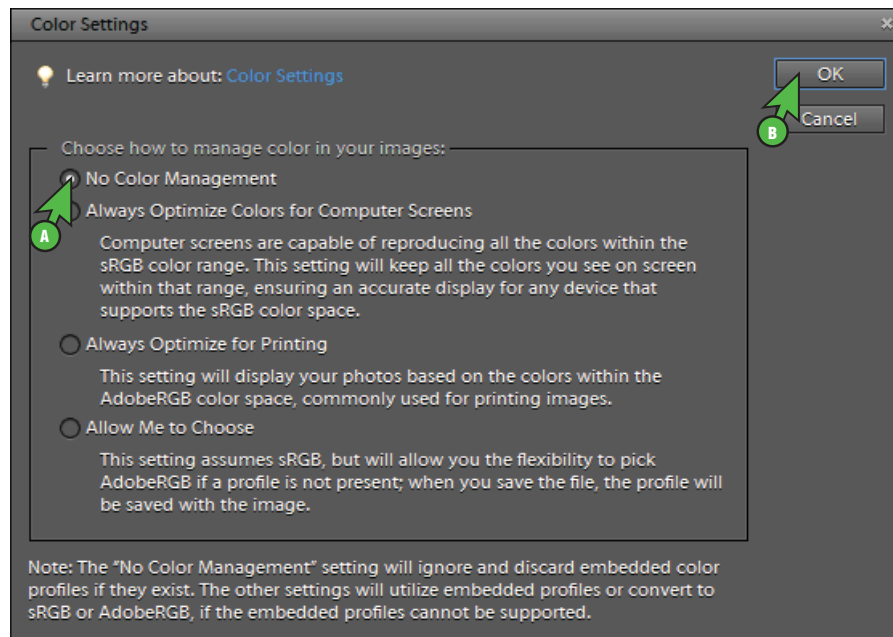 Color Settings
Learn more about: Color Settings
OK
B
Cancel
Choose how to manage color in your images:
No Color Management
A
Always Optimize Colors for Computer Screens
Computer screens are capable of reproducing all the colors within the
sRGB color range. This setting will keep all the colors you see on screen
within that range, ensuring an accurate display for any device that
supports the sRGB color space.
Always Optimize for Printing
This setting will display your photos based on the colors within the
AdobeRGB color space, commonly used for printing images.
Allow Me to Choose
This setting assumes sRGB, but will allow you the flexibility to pick
AdobeRGB if a profile is not present; when you save the file, the profile will
be saved with the image.
Note: The “No Color Management” setting will ignore and discard embedded color
profiles if they exist. The other settings will utilize embedded profiles or convert to
sRGB or AdobeRGB, if the embedded profiles cannot be supported.